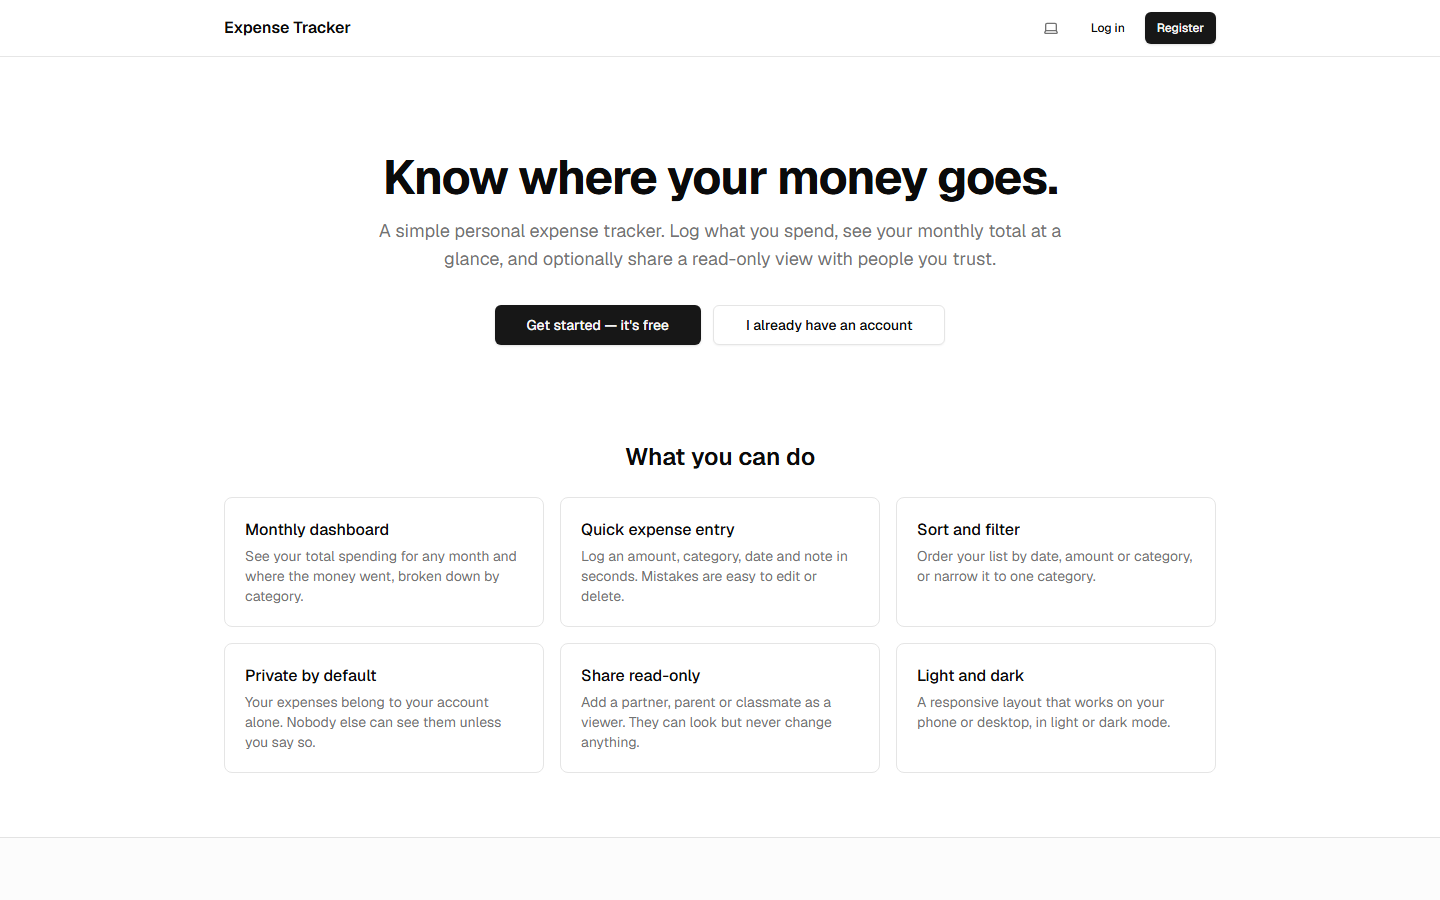 Expense Tracker
Log in
Register
Know where your money goes.
A simple personal expense tracker. Log what you spend, see your monthly total at a
glance, and optionally share a read-only view with people you trust.
Get started — it's free
I already have an account
What you can do
Monthly dashboard
See your total spending for any month and
where the money went, broken down by
category.
Quick expense entry
Log an amount, category, date and note in
seconds. Mistakes are easy to edit or
delete.
Sort and filter
Order your list by date, amount or category,
or narrow it to one category.
Private by default
Your expenses belong to your account
alone. Nobody else can see them unless
you say so.
Share read-only
Add a partner, parent or classmate as a
viewer. They can look but never change
anything.
Light and dark
A responsive layout that works on your
phone or desktop, in light or dark mode.